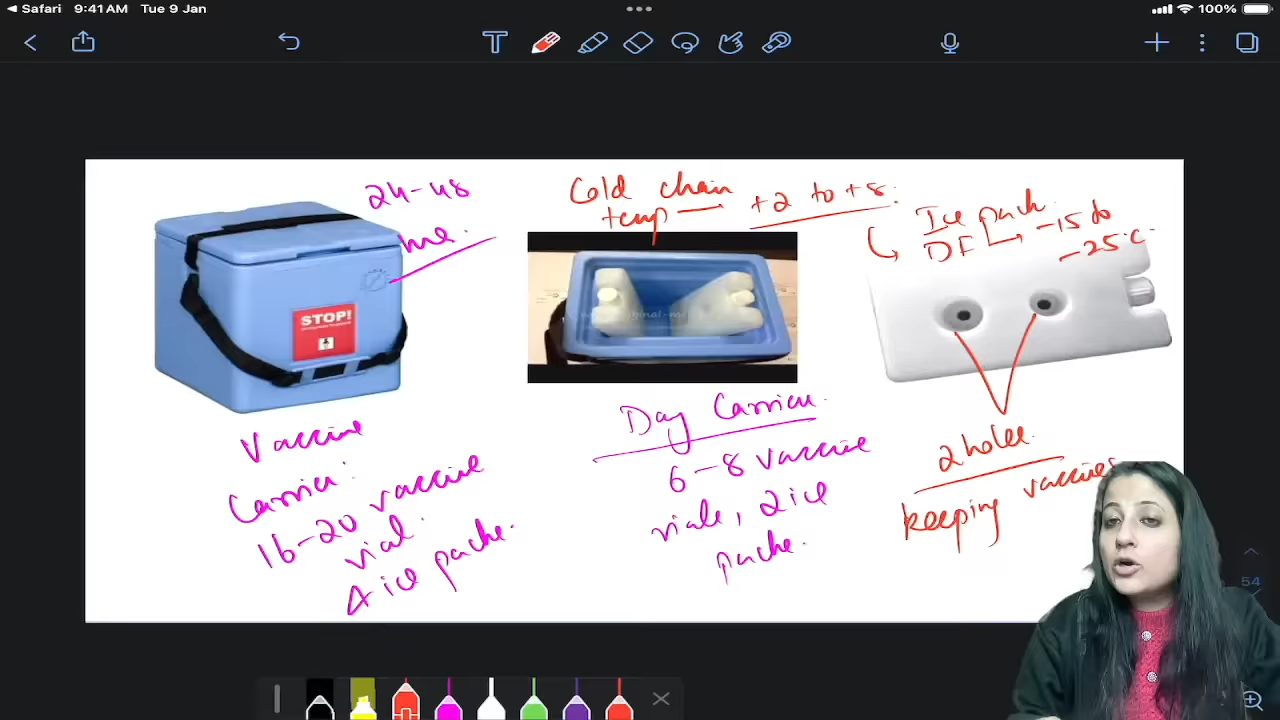 Safari 9:41 AM Tue 9 Jan
100%
24-48
hrs.
STOP!
Vaccine
Carrier:
16-20 vaccine
vial.
4 ice packs.
Cold chain
temp — +2 to +8.
Day Carrier.
6-8 vaccine
vials, 2 ice
packs.
Ice pack.
DF → -15 to
-25°C.
2 holes.
keeping vaccines
54